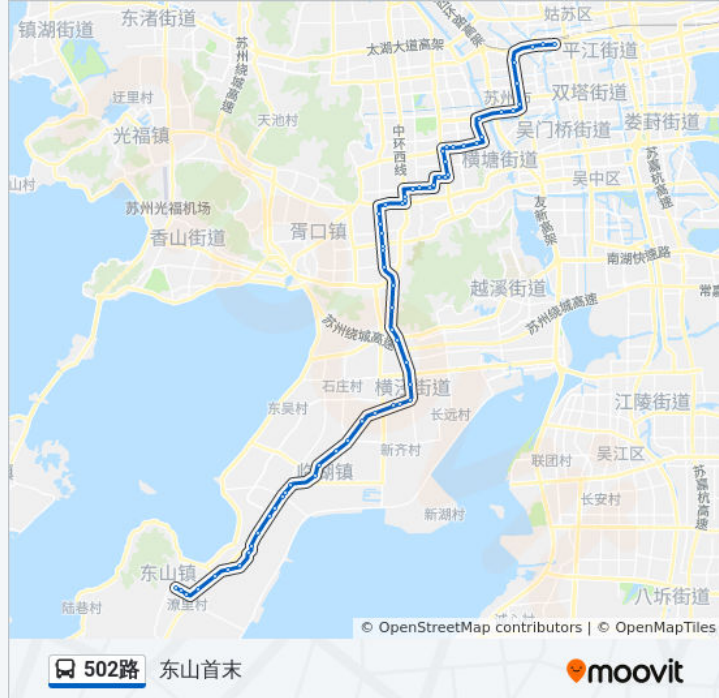 镇湖街道
东渚街道
姑苏区
太湖大道高架
平江街道
苏州绕城高速
迂里村
天池村
双塔街道
光福镇
中环西线
吴门桥街道
娄葑街道
横塘街道
吴中区
山村
苏州光福机场
苏嘉杭高速
胥口镇
友新高架
香山街道
南湖快速路
越溪街道
苏州绕城高速
苏州绕城高速
石庄村
横泾街道
东吴村
长远村
江陵街道
新齐村
吴江区
临湖镇
联团村
苏嘉杭高速
长安村
新湖村
东山镇
陆巷村
潦里村
八坼街道
© OpenStreetMap contributors | © OpenMapTiles
502路 东山首末
moovit